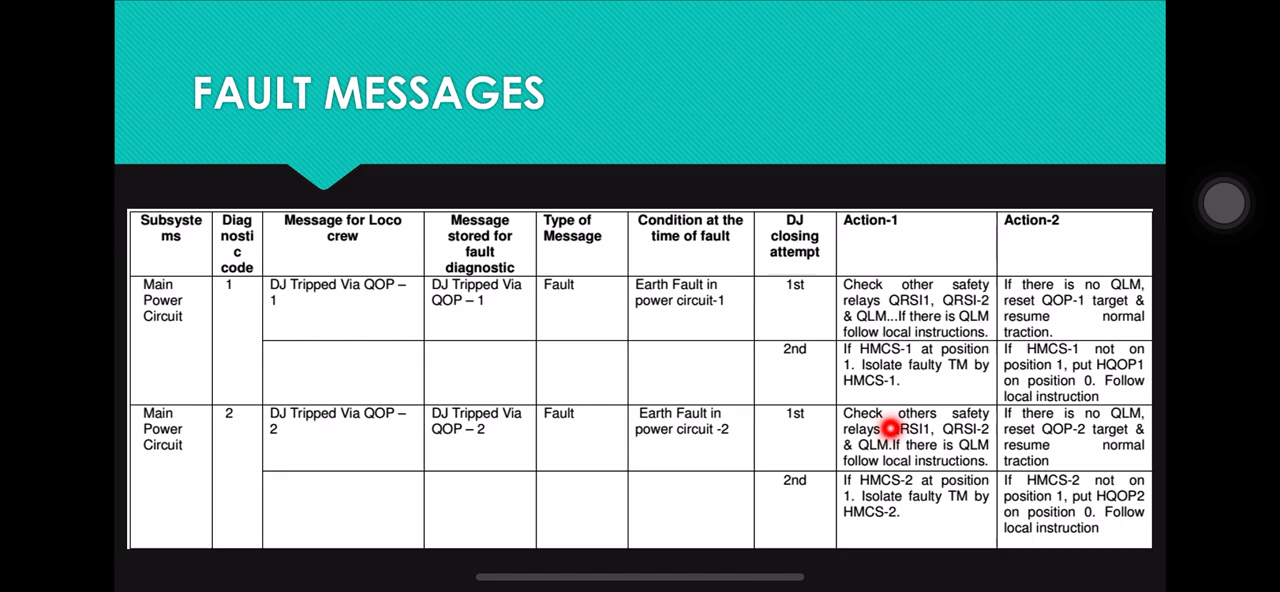 FAULT MESSAGES
Subsyste
ms
Diag
nosti
c
code
Message for Loco
crew
Message
stored for
fault
diagnostic
Type of
Message
Condition at the
time of fault
DJ
closing
attempt
Action-1
Action-2
Main
Power
Circuit
1
DJ Tripped Via QOP –
1
DJ Tripped Via
QOP – 1
Fault
Earth Fault in
power circuit-1
1st
Check other safety
relays QRSI1, QRSI-2
& QLM...If there is QLM
follow local instructions.
If there is no QLM,
reset QOP-1 target &
resume normal
traction.
2nd
If HMCS-1 at position
1. Isolate faulty TM by
HMCS-1.
If HMCS-1 not on
position 1, put HQOP1
on position 0. Follow
local instruction
Main
Power
Circuit
2
DJ Tripped Via QOP –
2
DJ Tripped Via
QOP – 2
Fault
Earth Fault in
power circuit -2
1st
Check others safety
relays QRSI1, QRSI-2
& QLM.If there is QLM
follow local instructions.
If there is no QLM,
reset QOP-2 target &
resume normal
traction
2nd
If HMCS-2 at position
1. Isolate faulty TM by
HMCS-2.
If HMCS-2 not on
position 1, put HQOP2
on position 0. Follow
local instruction